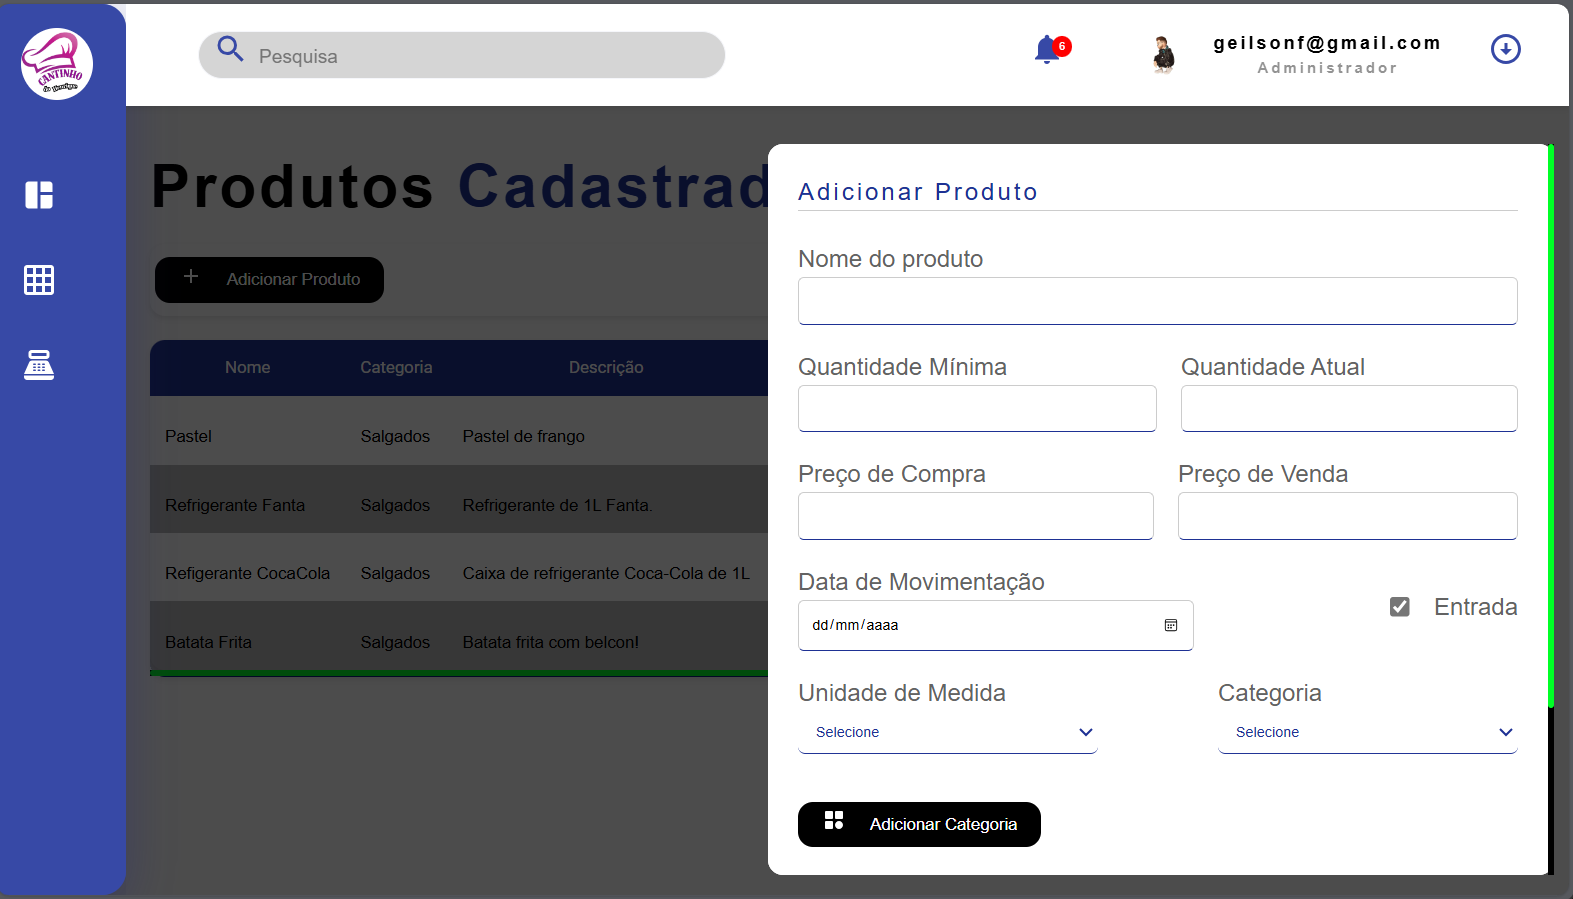 CANTINHO
Pesquisa
6
geilsonf@gmail.com
Administrador
Produtos Cadastrad
Adicionar Produto
Nome Categoria Descrição
Pastel Salgados Pastel de frango
Refrigerante Fanta Salgados Refrigerante de 1L Fanta.
Refigerante CocaCola Salgados Caixa de refrigerante Coca-Cola de 1L
Batata Frita Salgados Batata frita com belcon!
Adicionar Produto
Nome do produto
Quantidade Mínima Quantidade Atual
Preço de Compra Preço de Venda
Data de Movimentação
dd/mm/aaaa
Entrada
Unidade de Medida Categoria
Selecione Selecione
Adicionar Categoria